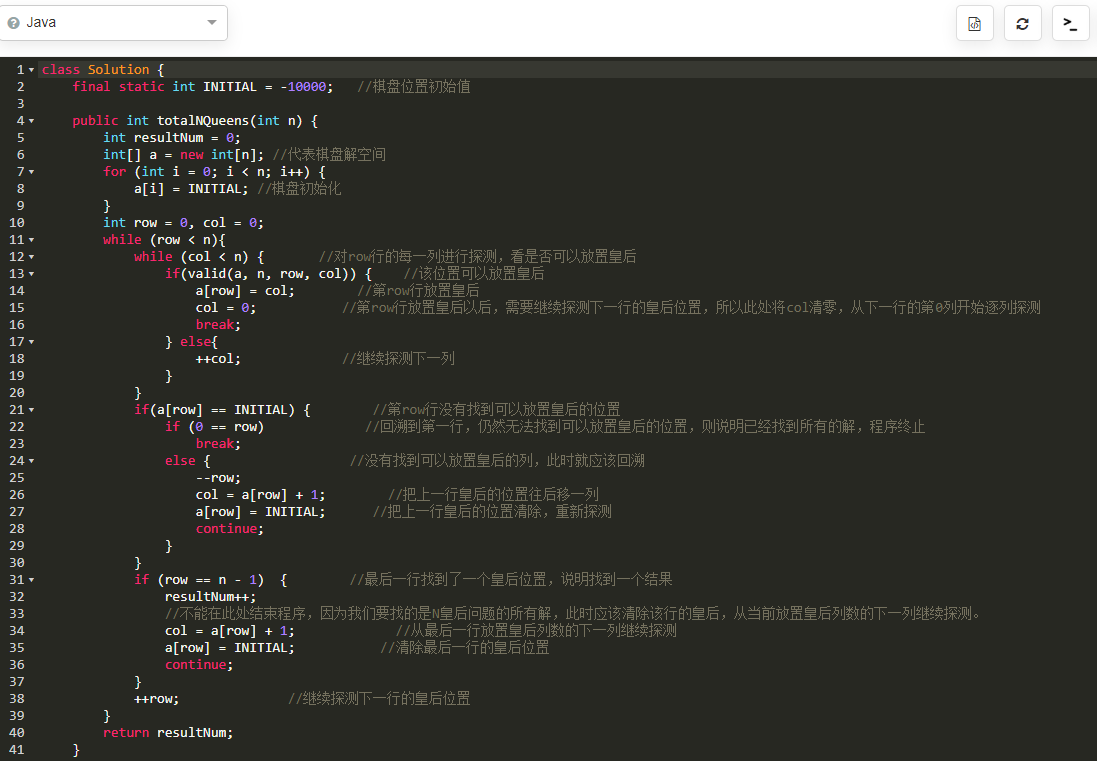 Java
1 class Solution {
2 final static int INITIAL = -10000; //棋盘位置初始值
3
4 public int totalNQueens(int n) {
5 int resultNum = 0;
6 int[] a = new int[n]; //代表棋盘解空间
7 for (int i = 0; i < n; i++) {
8 a[i] = INITIAL; //棋盘初始化
9 }
10 int row = 0, col = 0;
11 while (row < n){
12 while (col < n) { //对row行的每一列进行探测，看是否可以放置皇后
13 if(valid(a, n, row, col)) { //该位置可以放置皇后
14 a[row] = col; //第row行放置皇后
15 col = 0; //第row行放置皇后以后，需要继续探测下一行的皇后位置，所以此处将col清零，从下一行的第0列开始逐列探测
16 break;
17 } else{
18 ++col; //继续探测下一列
19 }
20 }
21 if(a[row] == INITIAL) { //第row行没有找到可以放置皇后的位置
22 if (0 == row) //回溯到第一行，仍然无法找到可以放置皇后的位置，则说明已经找到所有的解，程序终止
23 break;
24 else { //没有找到可以放置皇后的列，此时就应该回溯
25 --row;
26 col = a[row] + 1; //把上一行皇后的位置往后移一列
27 a[row] = INITIAL; //把上一行皇后的位置清除，重新探测
28 continue;
29 }
30 }
31 if (row == n - 1) { //最后一行找到了一个皇后位置，说明找到一个结果
32 resultNum++;
33 //不能在此处结束程序，因为我们要找的是N皇后问题的所有解，此时应该清除该行的皇后，从当前放置皇后列数的下一列继续探测。
34 col = a[row] + 1; //从最后一行放置皇后列数的下一列继续探测
35 a[row] = INITIAL; //清除最后一行的皇后位置
36 continue;
37 }
38 ++row; //继续探测下一行的皇后位置
39 }
40 return resultNum;
41 }